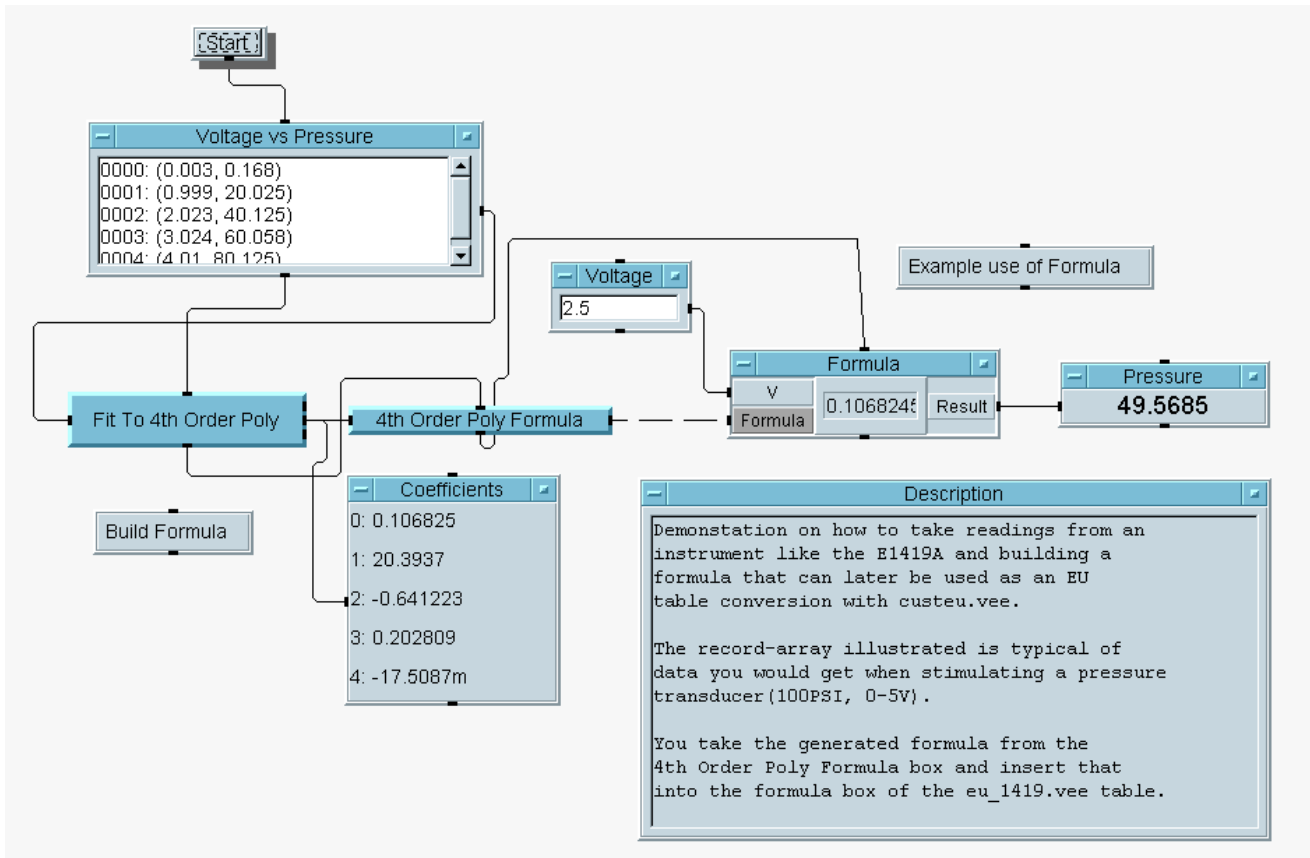 Start
Voltage vs Pressure
0000: (0.003, 0.168)
0001: (0.999, 20.025)
0002: (2.023, 40.125)
0003: (3.024, 60.058)
0004: (4.01, 80.125)
Voltage
2.5
Example use of Formula
Formula
V
Formula
0.106824
Result
Pressure
49.5685
Fit To 4th Order Poly
4th Order Poly Formula
Build Formula
Coefficients
0: 0.106825
1: 20.3937
2: -0.641223
3: 0.202809
4: -17.5087m
Description
Demonstation on how to take readings from an
instrument like the E1419A and building a
formula that can later be used as an EU
table conversion with custeu.vee.
The record-array illustrated is typical of
data you would get when stimulating a pressure
transducer(100PSI, 0-5V).
You take the generated formula from the
4th Order Poly Formula box and insert that
into the formula box of the eu_1419.vee table.